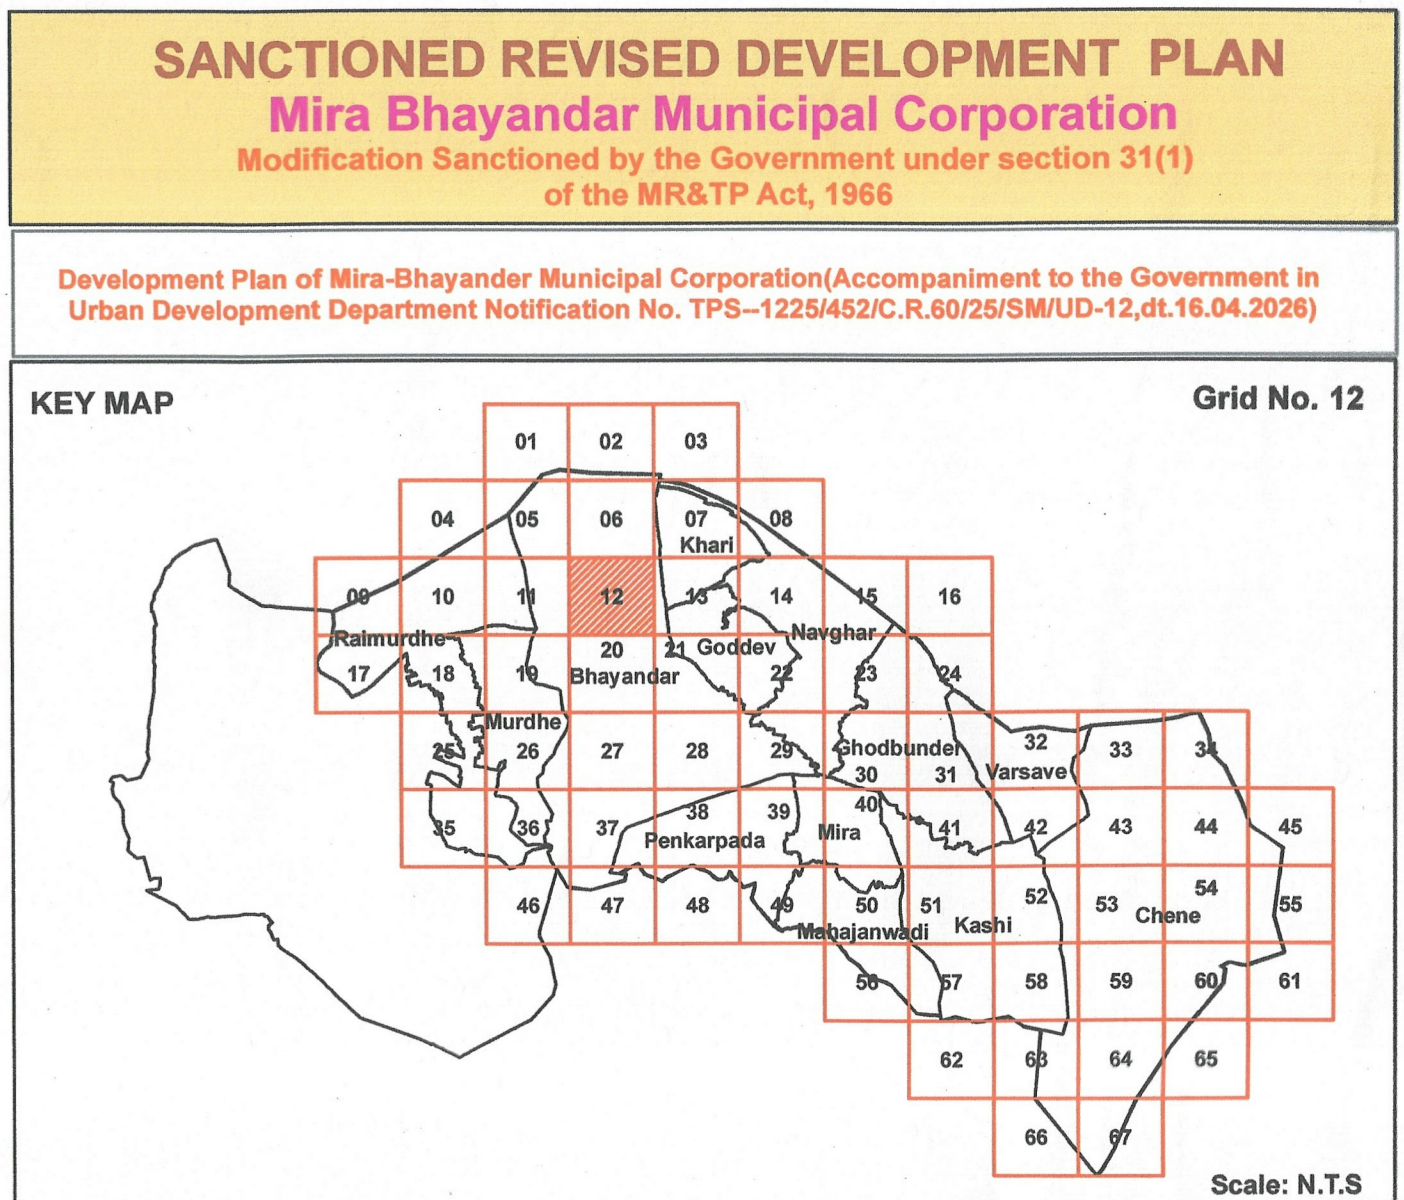 SANCTIONED REVISED DEVELOPMENT PLAN
Mira Bhayandar Municipal Corporation
Modification Sanctioned by the Government under section 31(1)
of the MR&TP Act, 1966
Development Plan of Mira-Bhayander Municipal Corporation(Accompaniment to the Government in
Urban Development Department Notification No. TPS--1225/452/C.R.60/25/SM/UD-12,dt.16.04.2026)
KEY MAP
Grid No. 12
01 02 03
04 05 06 07 08
Khari
09 10 11 12 13 14 15 16
Raimurdhe Goddev Navghar
17 18 19 20 21 22 23 24
Bhayandar
Murdhe
25 26 27 28 29 30 31 32 33 34
Ghodbunder Varsave
35 36 37 38 39 40 41 42 43 44 45
Penkarpada Mira
46 47 48 49 50 51 52 53 54 55
Mahajanwadi Kashi Chene
56 57 58 59 60 61
62 63 64 65
66 67
Scale: N.T.S